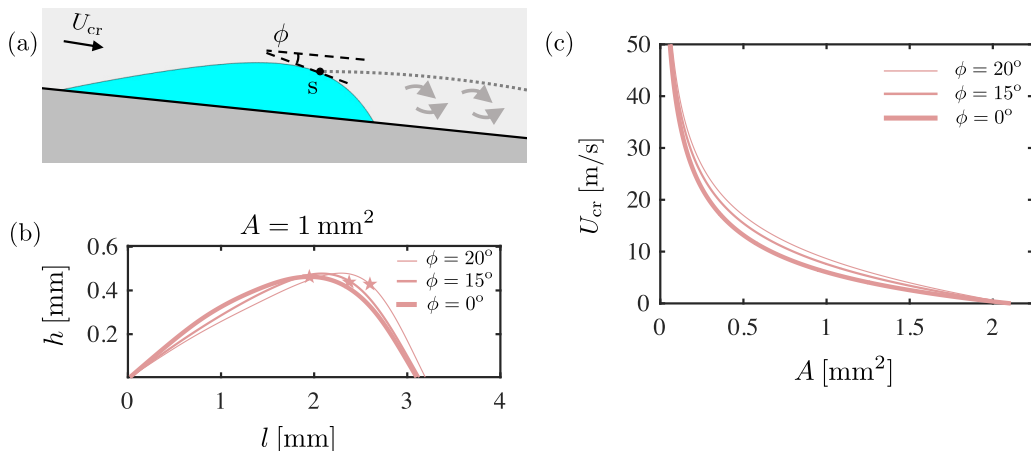 (a)
U_cr
ϕ
s
(b)
A = 1 mm²
0.6
0.4
0.2
h [mm]
ϕ = 20°
ϕ = 15°
ϕ = 0°
0 1 2 3 4
l [mm]
(c)
50
40
30
20
10
0
U_cr [m/s]
ϕ = 20°
ϕ = 15°
ϕ = 0°
0 0.5 1 1.5 2
A [mm²]